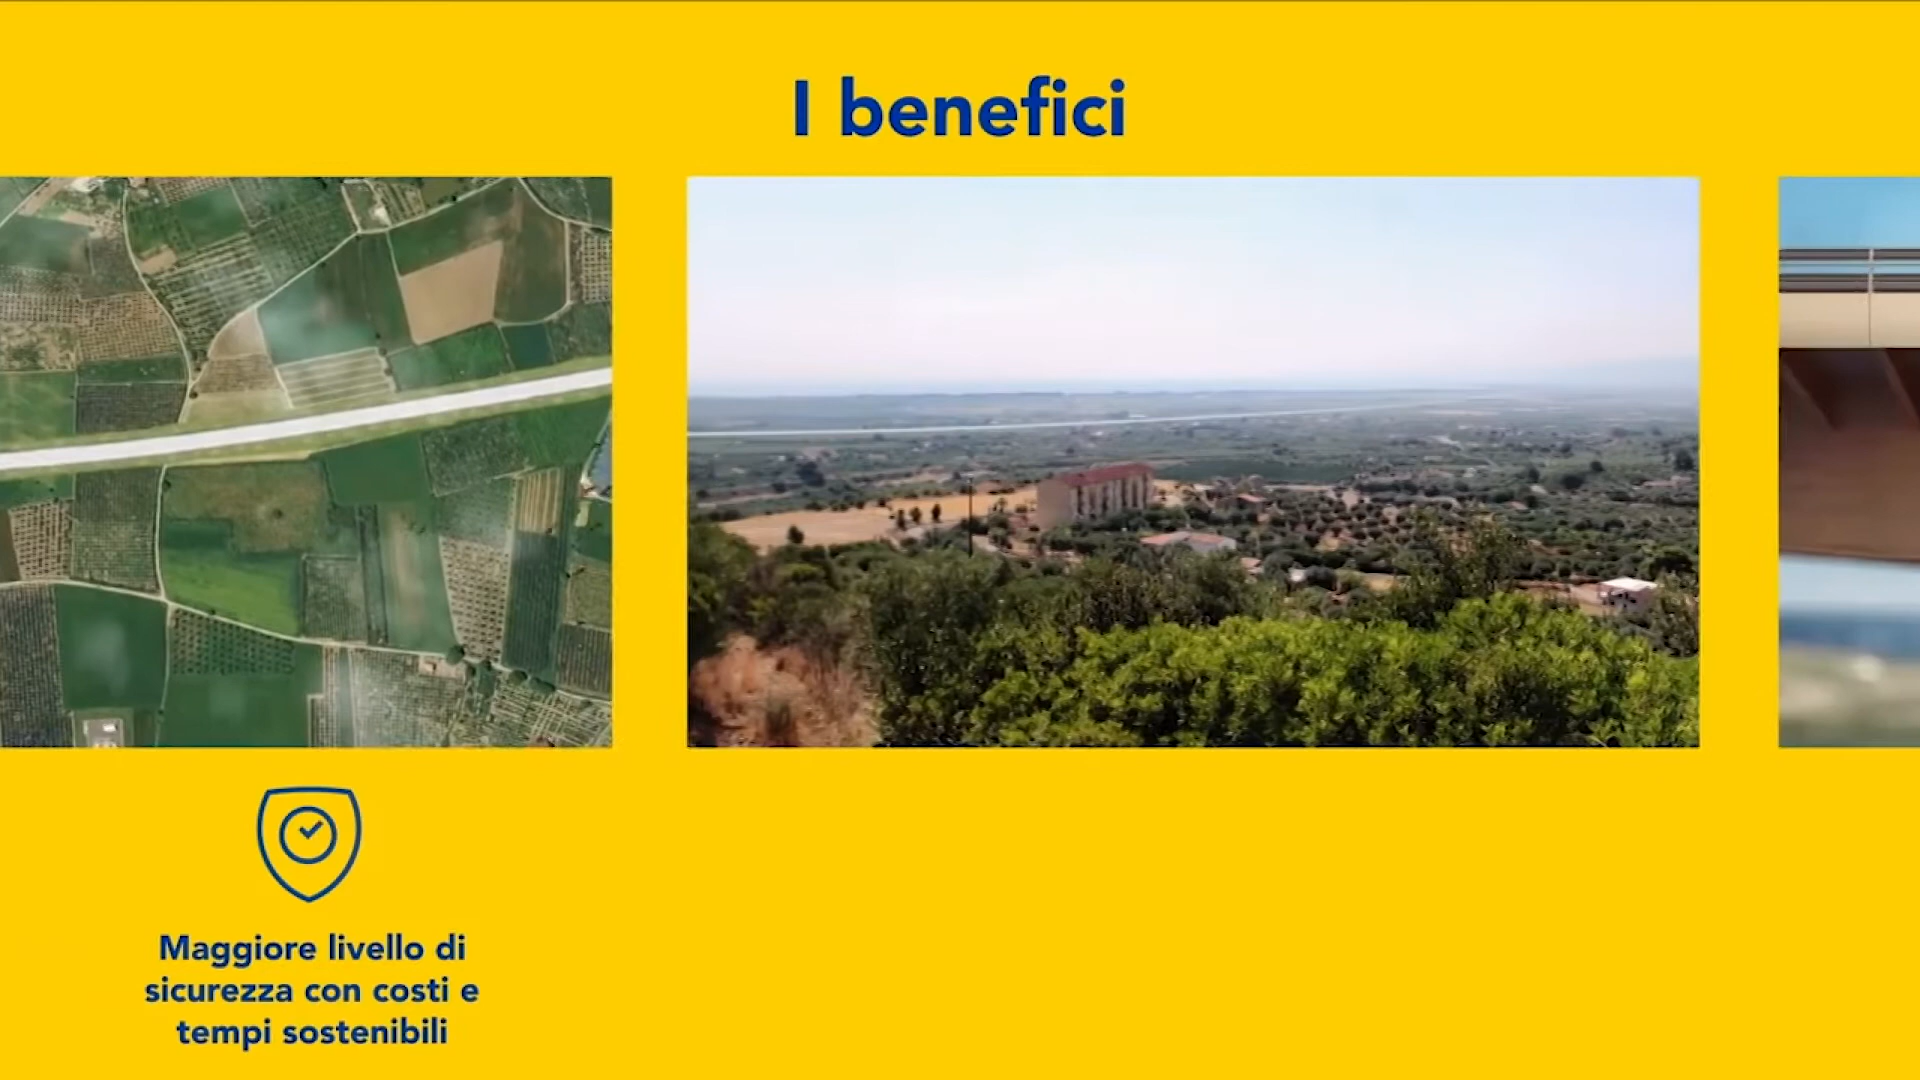 I benefici
Maggiore livello di
sicurezza con costi e
tempi sostenibili